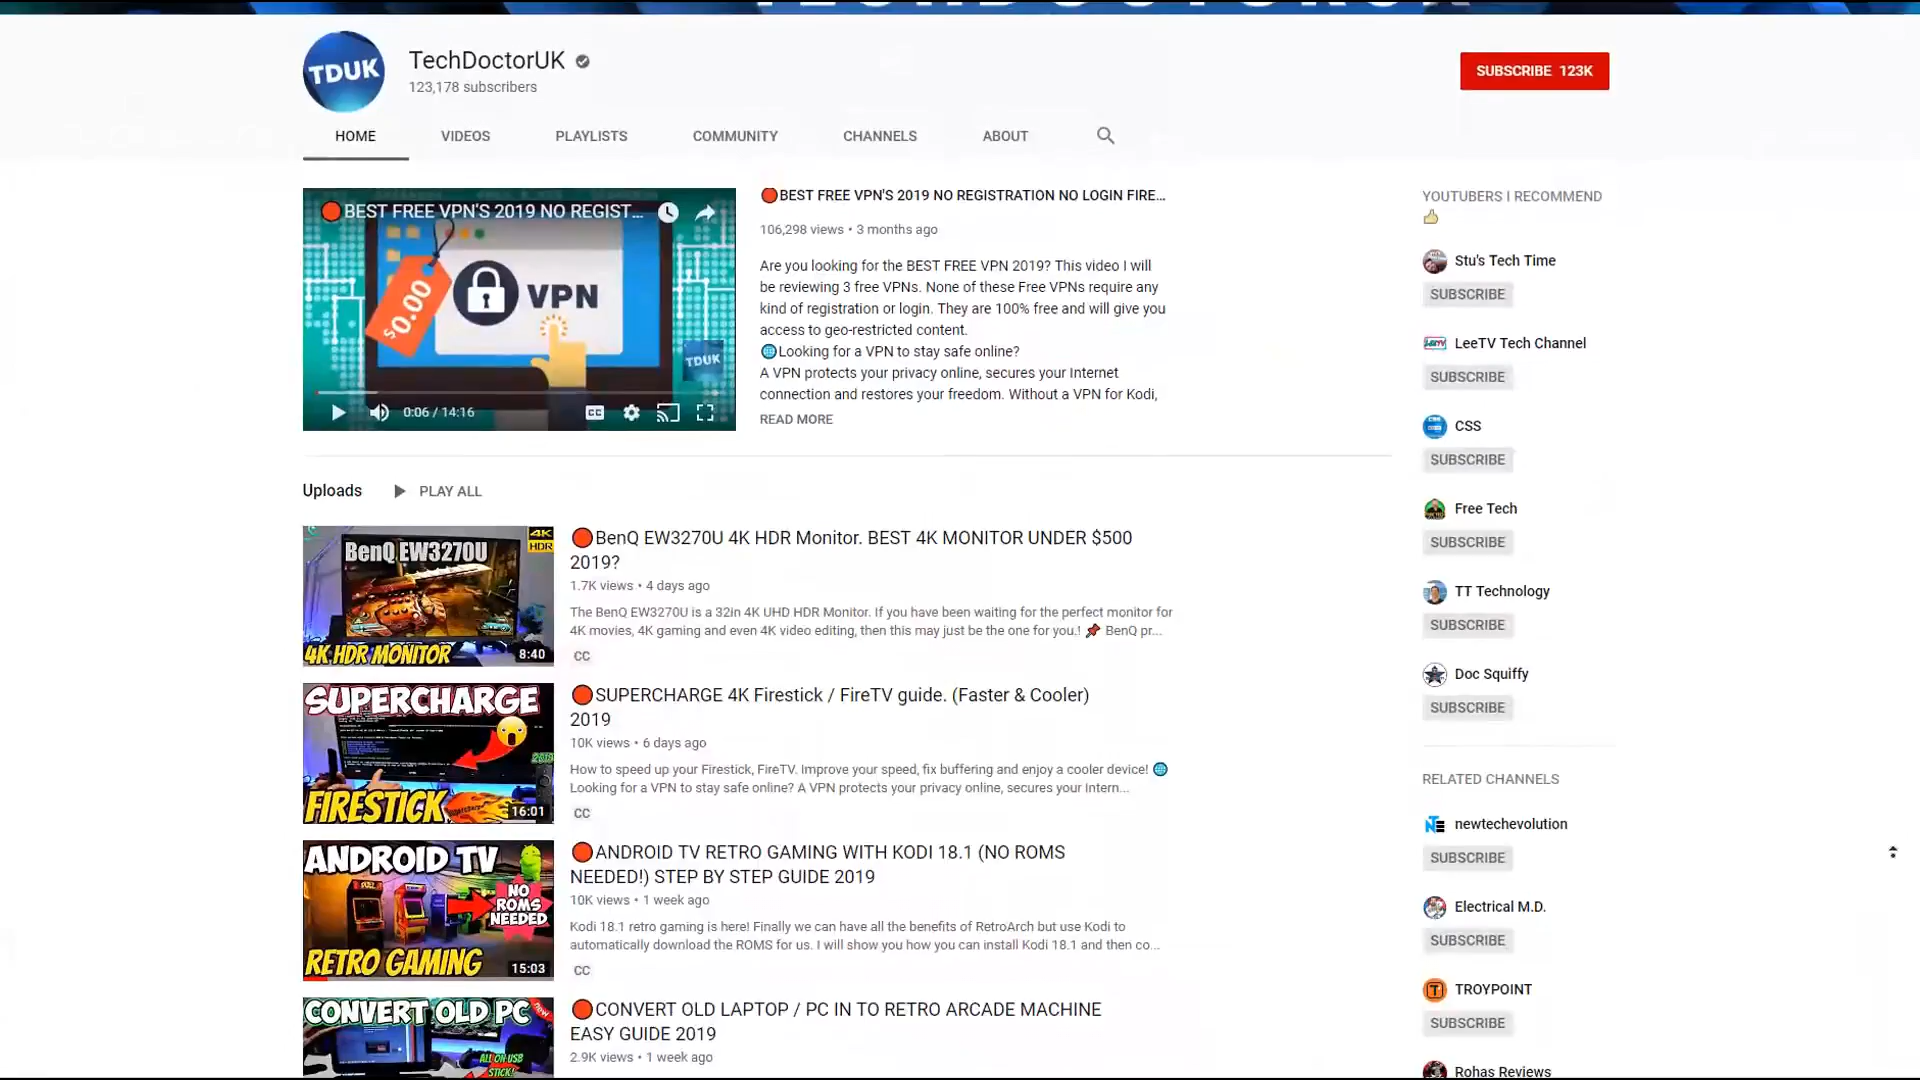 TDUK
TechDoctorUK
123,178 subscribers
SUBSCRIBE 123K
HOME
VIDEOS
PLAYLISTS
COMMUNITY
CHANNELS
ABOUT
🔴BEST FREE VPN'S 2019 NO REGIST...
$0.00
VPN
TDUK
0:06 / 14:16
CC
🔴BEST FREE VPN'S 2019 NO REGISTRATION NO LOGIN FIRE...
106,298 views • 3 months ago
Are you looking for the BEST FREE VPN 2019? This video I will
be reviewing 3 free VPNs. None of these Free VPNs require any
kind of registration or login. They are 100% free and will give you
access to geo-restricted content.
🌐Looking for a VPN to stay safe online?
A VPN protects your privacy online, secures your Internet
connection and restores your freedom. Without a VPN for Kodi,
READ MORE
Uploads
PLAY ALL
BenQ EW3270U
4K
HDR
4K HDR MONITOR
8:40
🔴BenQ EW3270U 4K HDR Monitor. BEST 4K MONITOR UNDER $500
2019?
1.7K views • 4 days ago
The BenQ EW3270U is a 32in 4K UHD HDR Monitor. If you have been waiting for the perfect monitor for
4K movies, 4K gaming and even 4K video editing, then this may just be the one for you.! 📌 BenQ pr...
CC
SUPERCHARGE
2019
FIRESTICK
16:01
🔴SUPERCHARGE 4K Firestick / FireTV guide. (Faster & Cooler)
2019
10K views • 6 days ago
How to speed up your Firestick, FireTV. Improve your speed, fix buffering and enjoy a cooler device! 🌐
Looking for a VPN to stay safe online? A VPN protects your privacy online, secures your Intern...
CC
ANDROID TV
NO
ROMS
NEEDED
RETRO GAMING
15:03
🔴ANDROID TV RETRO GAMING WITH KODI 18.1 (NO ROMS
NEEDED!) STEP BY STEP GUIDE 2019
10K views • 1 week ago
Kodi 18.1 retro gaming is here! Finally we can have all the benefits of RetroArch but use Kodi to
automatically download the ROMS for us. I will show you how you can install Kodi 18.1 and then co...
CC
CONVERT OLD PC
new
ALL ON USB
STICK!
🔴CONVERT OLD LAPTOP / PC IN TO RETRO ARCADE MACHINE
EASY GUIDE 2019
2.9K views • 1 week ago
YOUTUBERS I RECOMMEND
👍
Stu's Tech Time
SUBSCRIBE
LeeTV Tech Channel
SUBSCRIBE
CSS
SUBSCRIBE
Free Tech
SUBSCRIBE
TT Technology
SUBSCRIBE
Doc Squiffy
SUBSCRIBE
RELATED CHANNELS
newtechevolution
SUBSCRIBE
Electrical M.D.
SUBSCRIBE
TROYPOINT
SUBSCRIBE
Rohas Reviews